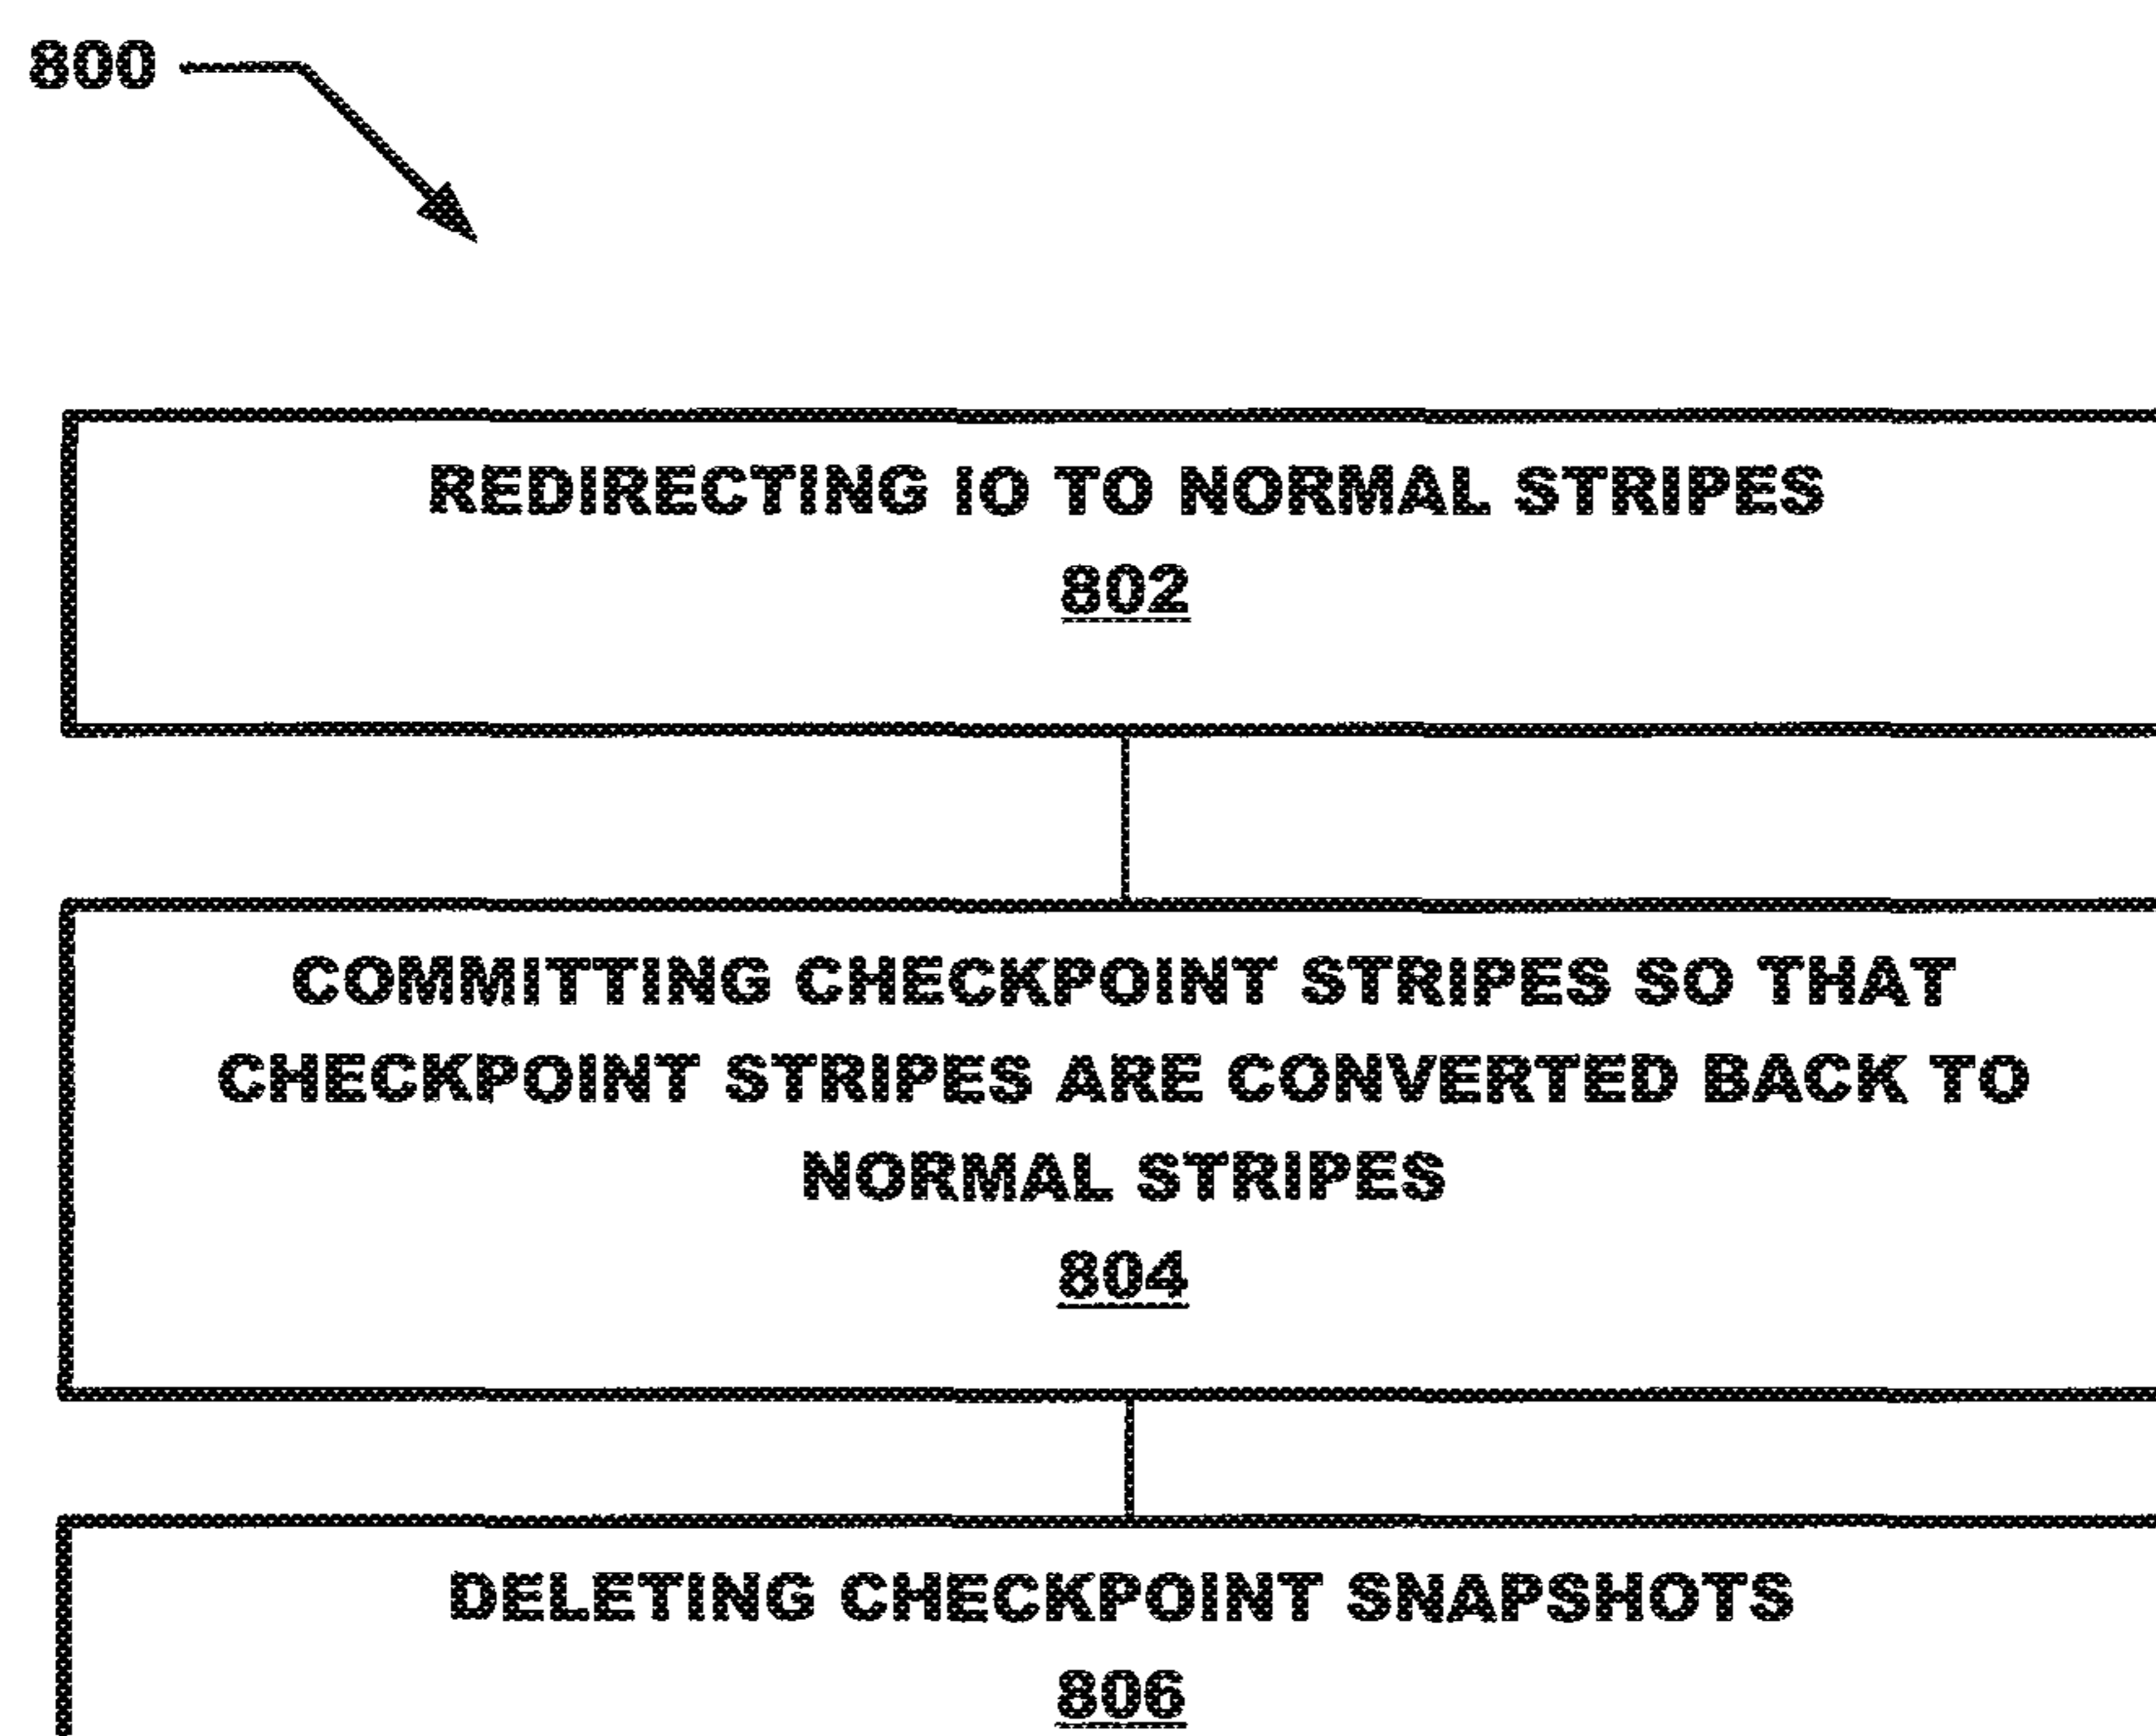 800
REDIRECTING IO TO NORMAL STRIPES
802
COMMITTING CHECKPOINT STRIPES SO THAT
CHECKPOINT STRIPES ARE CONVERTED BACK TO
NORMAL STRIPES
804
DELETING CHECKPOINT SNAPSHOTS
806